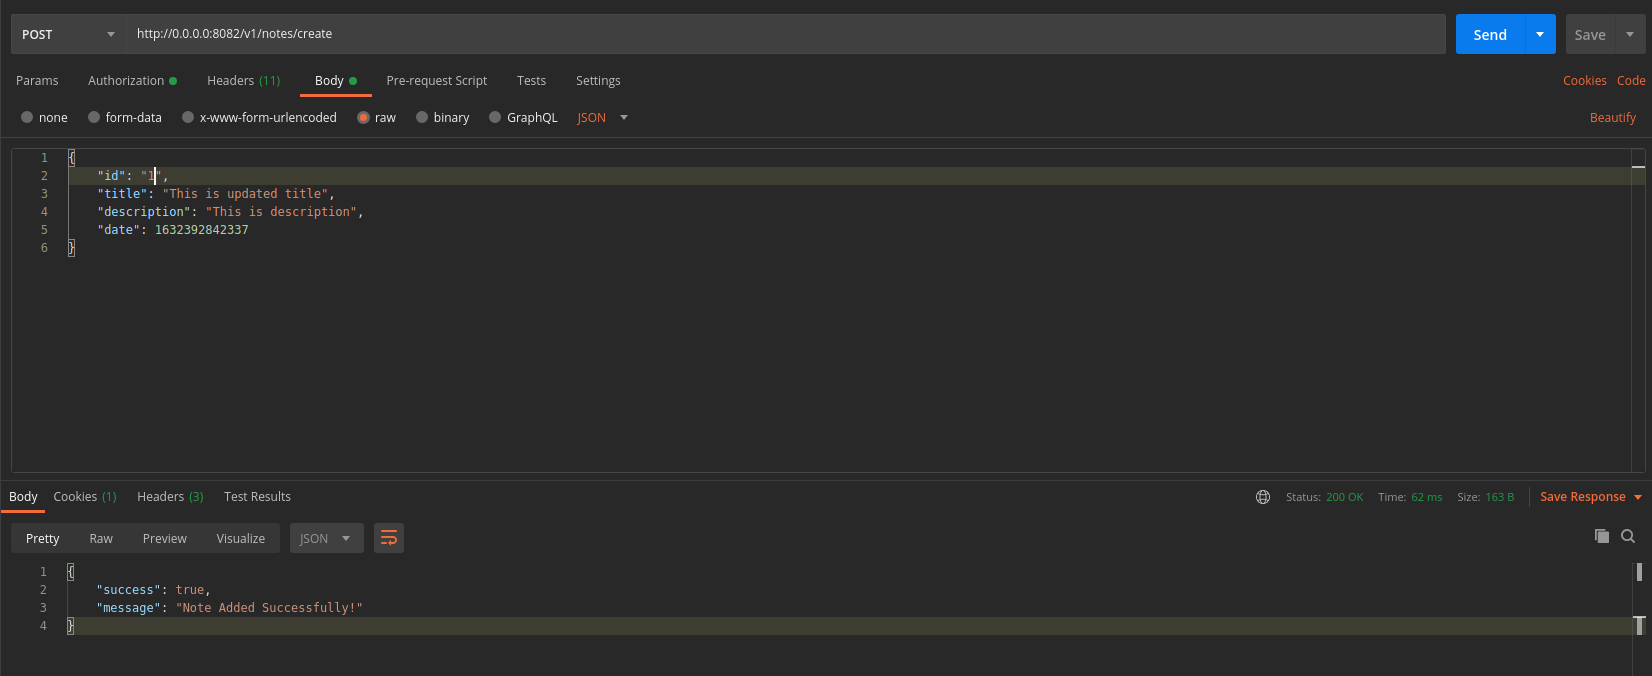 POST http://0.0.0.0:8082/v1/notes/create Send Save
Params Authorization Headers (11) Body Pre-request Script Tests Settings Cookies Code
none form-data x-www-form-urlencoded raw binary GraphQL JSON Beautify
1 {
2 "id": "1",
3 "title": "This is updated title",
4 "description": "This is description",
5 "date": 1632392842337
6 }
Body Cookies (1) Headers (3) Test Results Status: 200 OK Time: 62 ms Size: 163 B Save Response
Pretty Raw Preview Visualize JSON
1 {
2 "success": true,
3 "message": "Note Added Successfully!"
4 }